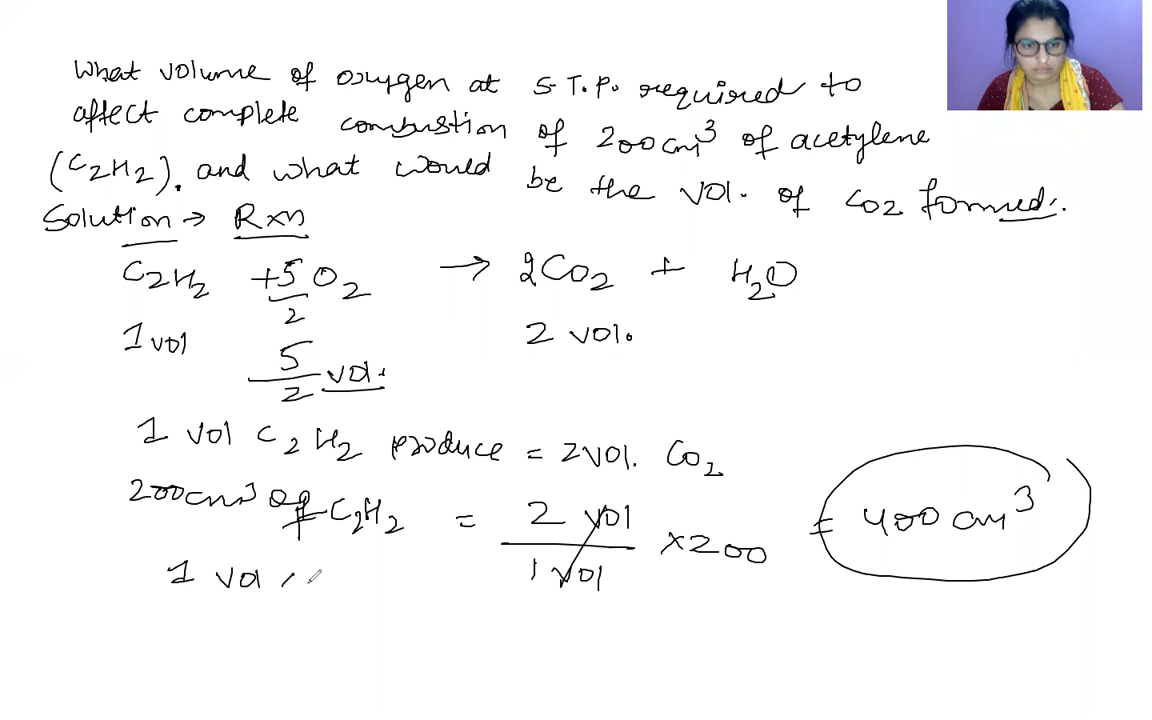 What volume of oxygen at S.T.P. required to
affect complete combustion of 200cm³ of acetylene
(C2H2), and what would be the vol. of CO2 formed.
Solution → Rxn
C2H2 + 5/2 O2 → 2CO2 + H2O
1 vol 5/2 vol. 2 vol.
1 vol C2H2 produce = 2 vol. CO2
200cm³ of C2H2 = 2 vol / 1 vol × 200 = 400 cm³
1 vol